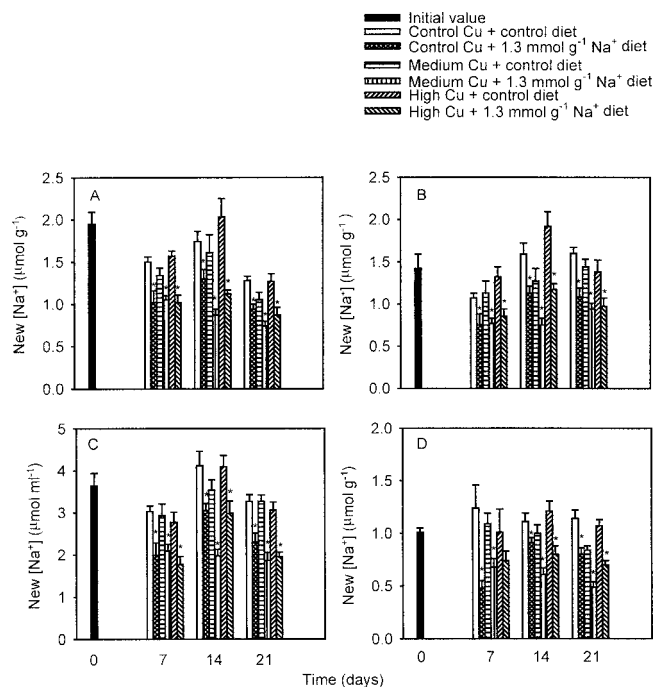 Initial value
Control Cu + control diet
Control Cu + 1.3 mmol g⁻¹ Na⁺ diet
Medium Cu + control diet
Medium Cu + 1.3 mmol g⁻¹ Na⁺ diet
High Cu + control diet
High Cu + 1.3 mmol g⁻¹ Na⁺ diet
A
2.5
2.0
1.5
1.0
0.5
0.0
New [Na⁺] (μmol g⁻¹)
* * * * * * * * *
B
2.5
2.0
1.5
1.0
0.5
0.0
New [Na⁺] (μmol g⁻¹)
* * * * * * * * *
C
5
4
3
2
1
0
New [Na⁺] (μmol ml⁻¹)
* * * * * * * * *
0 7 14 21
D
2.0
1.5
1.0
0.5
0.0
New [Na⁺] (μmol g⁻¹)
* * * * * * * *
0 7 14 21
Time (days)